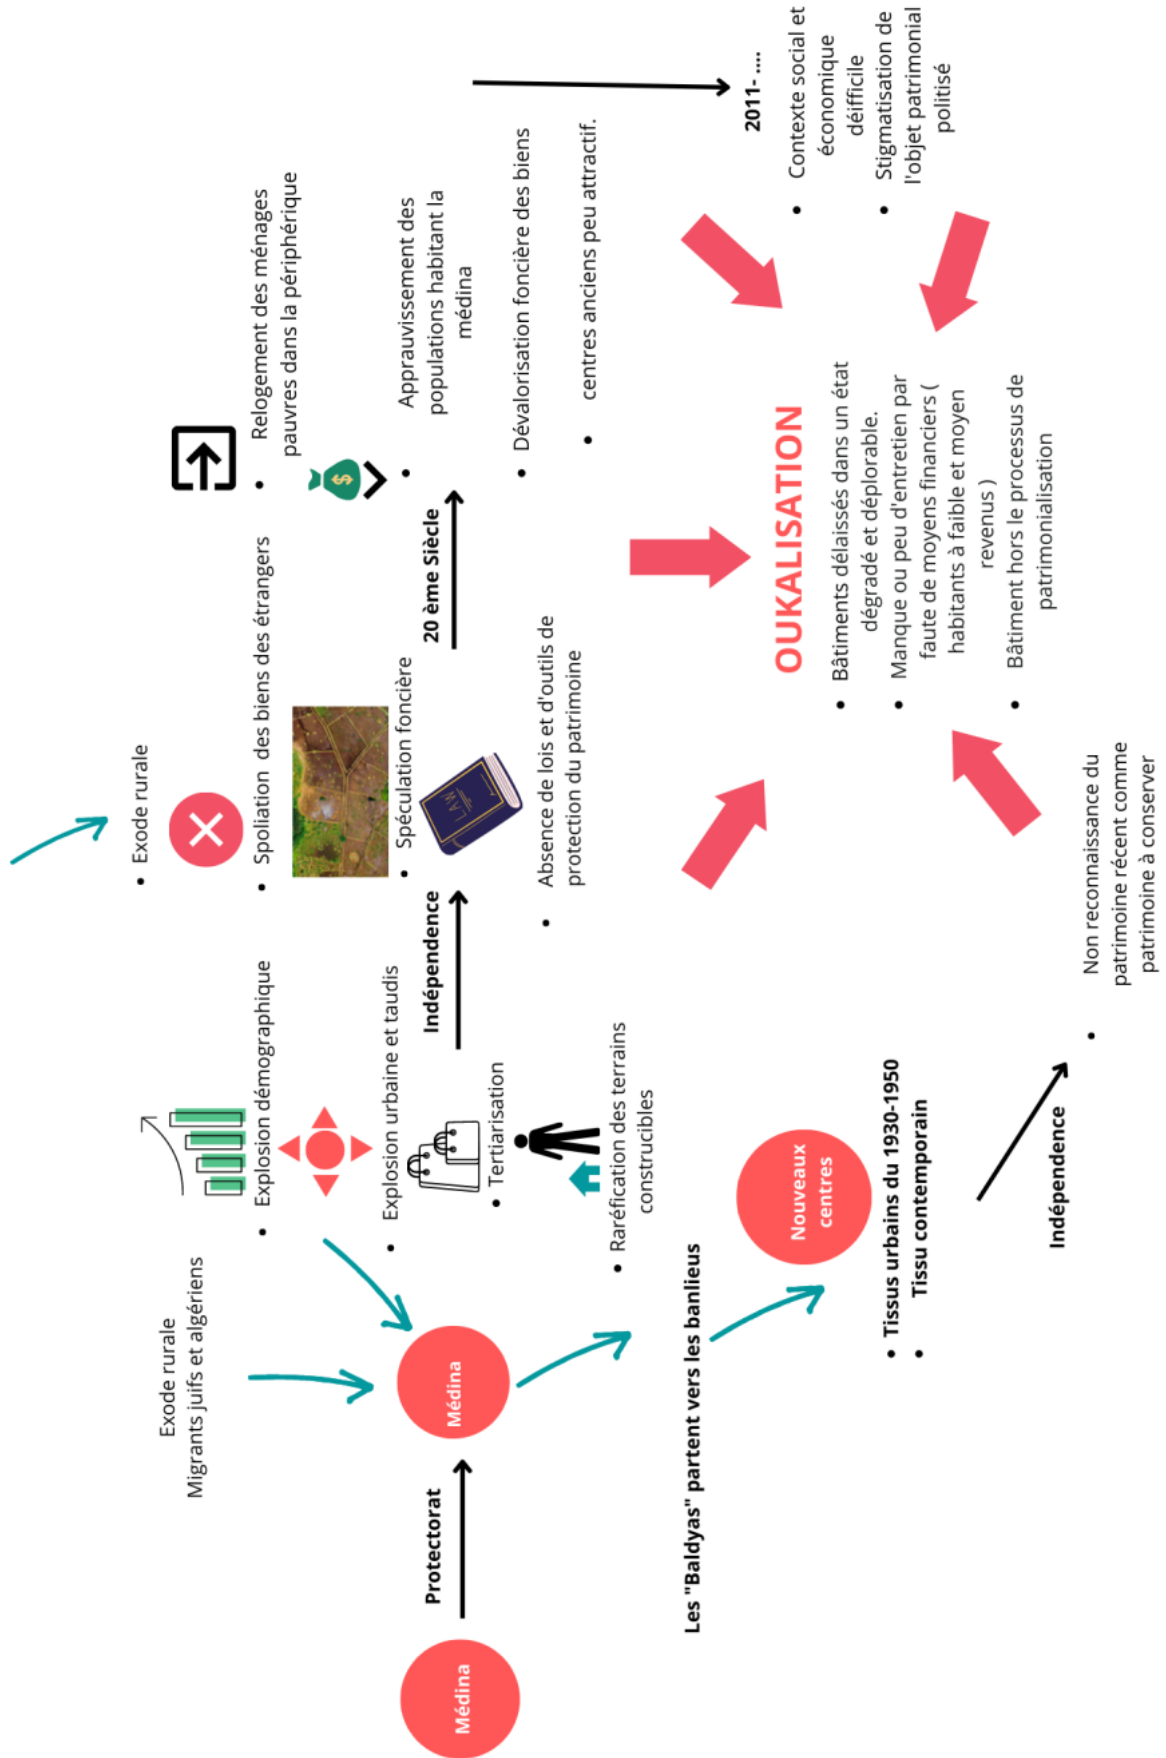 Médina
Protectorat
Exode rurale
Migrants juifs et algériens
Médina
• Explosion démographique
• Explosion urbaine et taudis
• Tertiarisation
• Raréfication des terrains
construcibles
Indépendence
• Exode rurale
• Spoliation des biens des étrangers
• Spéculation foncière
LAW
• Absence de lois et d'outils de
protection du patrimoine
20 ème Siècle
• Relogement des ménages
pauvres dans la périphérique
$
• Apprauvissement des
populations habitant la
médina
• Dévalorisation foncière des biens
• centres anciens peu attractif.
2011- ....
• Contexte social et
économique
déifficile
• Stigmatisation de
l'objet patrimonial
politisé
Les "Baldyas" partent vers les banlieus
Nouveaux
centres
• Tissus urbains du 1930-1950
• Tissu contemporain
Indépendence
• Non reconnaissance du
patrimoine récent comme
patrimoine à conserver
OUKALISATION
• Bâtiments délaissés dans un état
dégradé et déplorable.
• Manque ou peu d'entretien par
faute de moyens financiers (
habitants à faible et moyen
revenus )
• Bâtiment hors le processus de
patrimonialisation